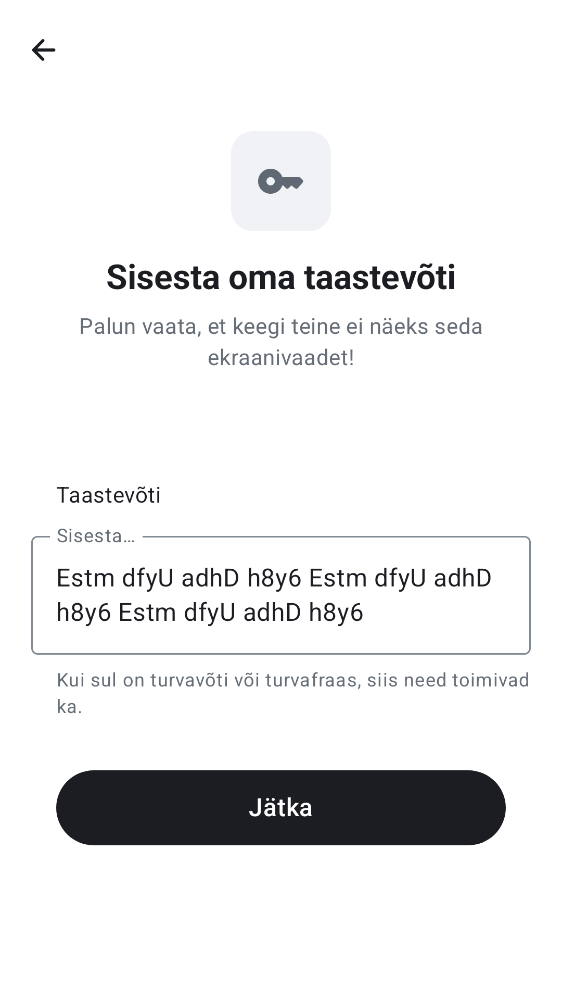 Sisesta oma taastevõti
Palun vaata, et keegi teine ei näeks seda
ekraanivaadet!
Taastevõti
Sisesta…
Estm dfyU adhD h8y6 Estm dfyU adhD
h8y6 Estm dfyU adhD h8y6
Kui sul on turvavõti või turvafraas, siis need toimivad
ka.
Jätka